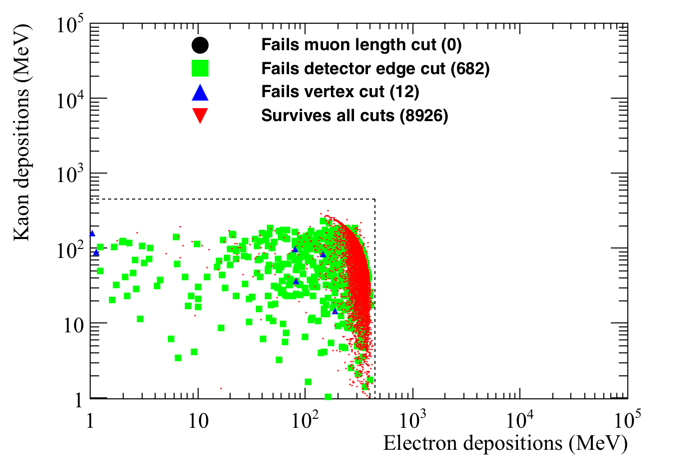 Kaon depositions (MeV)
10^5
10^4
10^3
10^2
10
1
Fails muon length cut (0)
Fails detector edge cut (682)
Fails vertex cut (12)
Survives all cuts (8926)
1 10 10^2 10^3 10^4 10^5
Electron depositions (MeV)